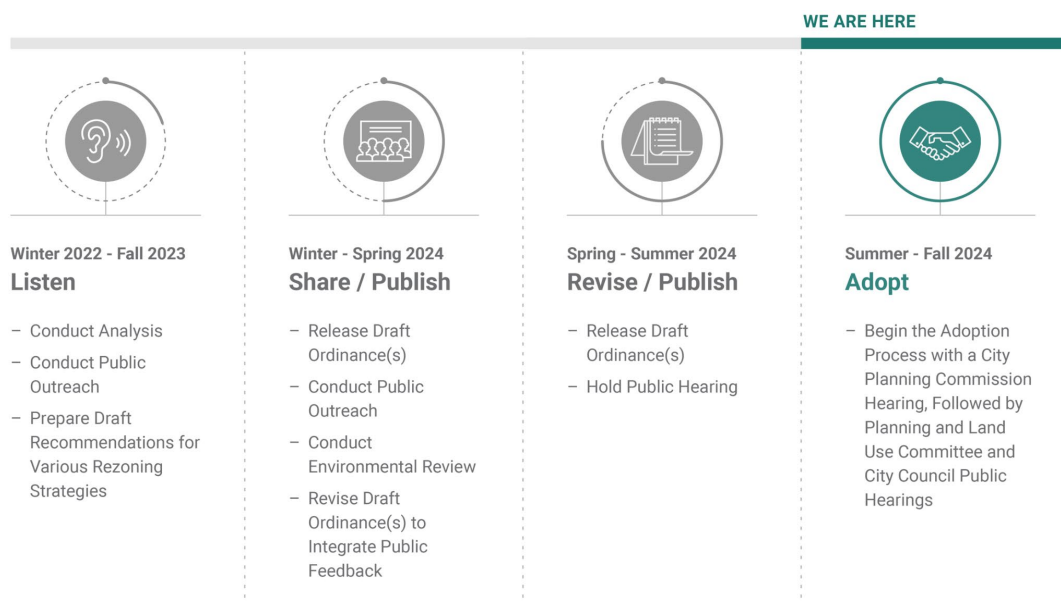 WE ARE HERE
Winter 2022 - Fall 2023
Listen
– Conduct Analysis
– Conduct Public
Outreach
– Prepare Draft
Recommendations for
Various Rezoning
Strategies
Winter - Spring 2024
Share / Publish
– Release Draft
Ordinance(s)
– Conduct Public
Outreach
– Conduct
Environmental Review
– Revise Draft
Ordinance(s) to
Integrate Public
Feedback
Spring - Summer 2024
Revise / Publish
– Release Draft
Ordinance(s)
– Hold Public Hearing
Summer - Fall 2024
Adopt
– Begin the Adoption
Process with a City
Planning Commission
Hearing, Followed by
Planning and Land
Use Committee and
City Council Public
Hearings